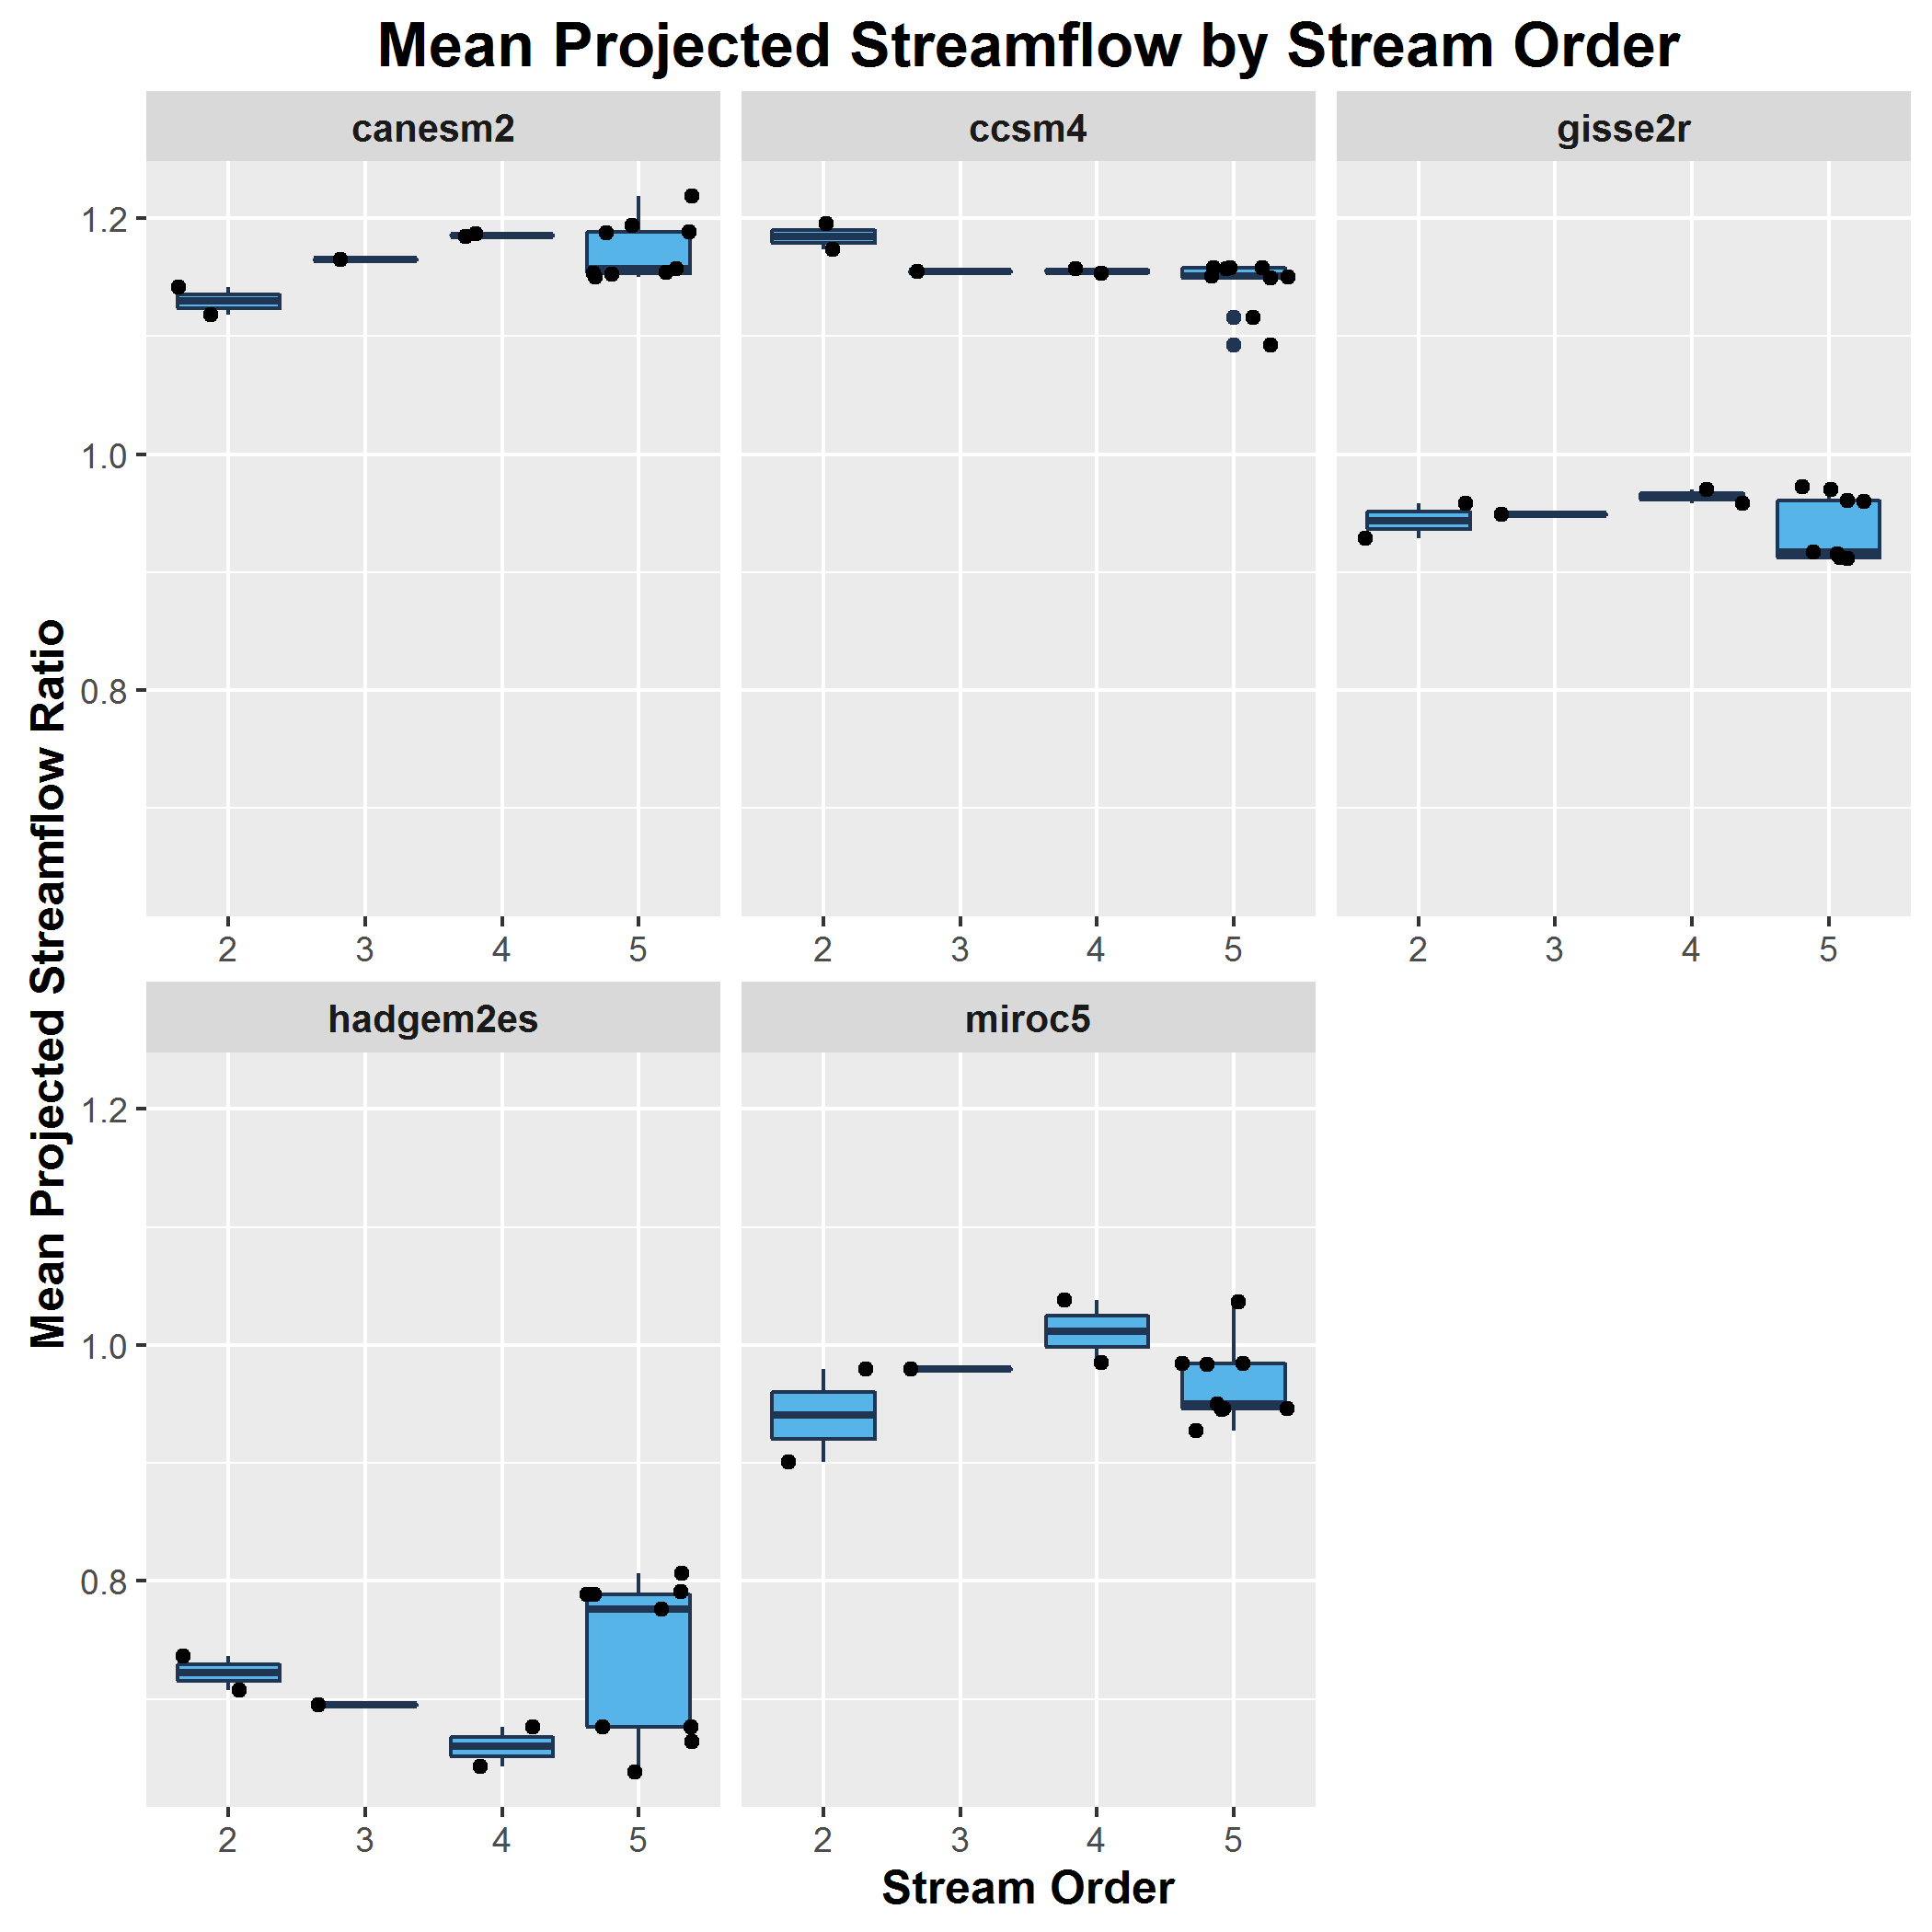 Mean Projected Streamflow by Stream Order
canesm2 ccsm4 gisse2r
1.2
1.0
0.8
2 3 4 5 2 3 4 5 2 3 4 5
Mean Projected Streamflow Ratio
hadgem2es miroc5
1.2
1.0
0.8
2 3 4 5 2 3 4 5
Stream Order